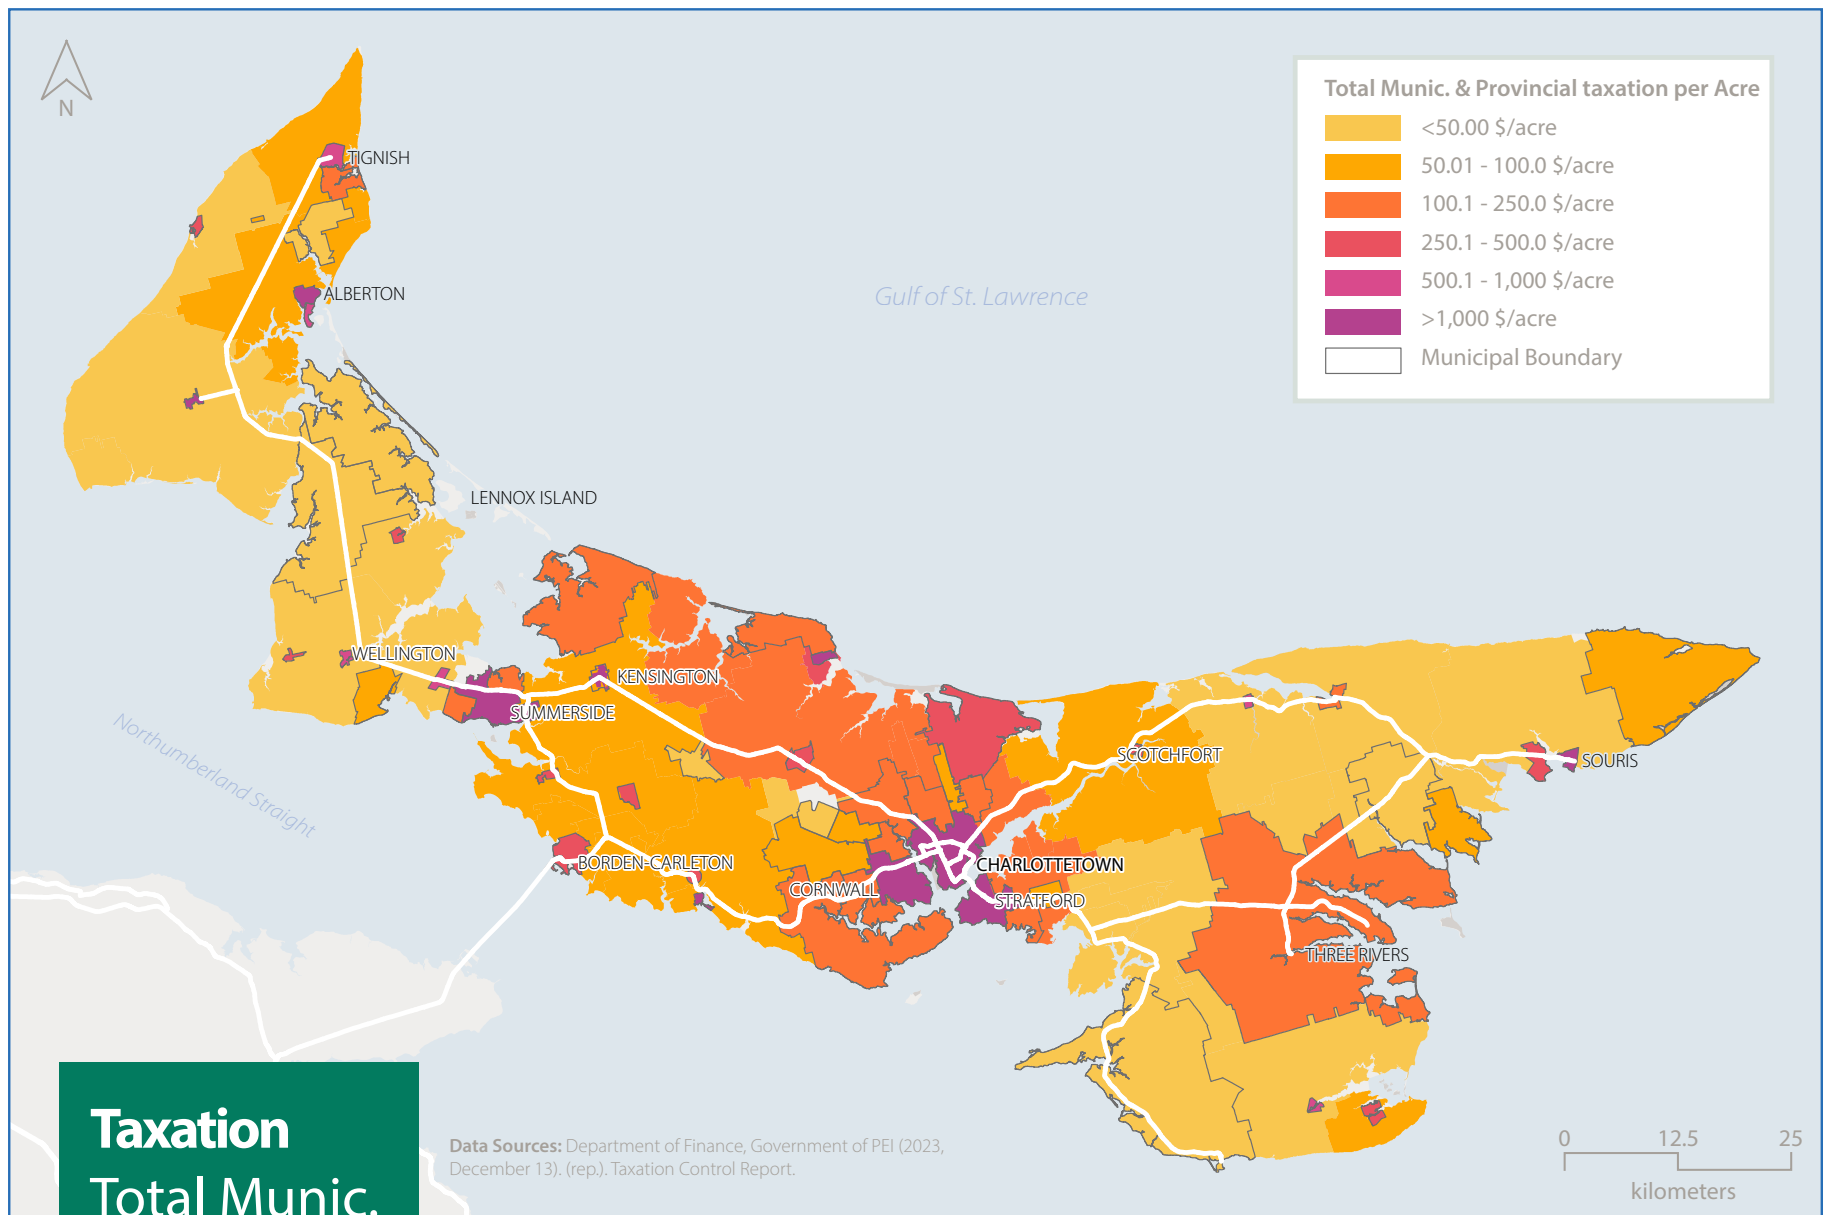 N
Total Munic. & Provincial taxation per Acre
<50.00 $/acre
50.01 - 100.0 $/acre
100.1 - 250.0 $/acre
250.1 - 500.0 $/acre
500.1 - 1,000 $/acre
>1,000 $/acre
Municipal Boundary
TIGNISH
ALBERTON
Gulf of St. Lawrence
LENNOX ISLAND
WELLINGTON
KENSINGTON
SUMMERSIDE
Northumberland Straight
SCOTCHFORT
SOURIS
BORDEN-CARLETON
CHARLOTTETOWN
CORNWALL
STRATFORD
THREE RIVERS
Taxation
Total Munic.
Data Sources: Department of Finance, Government of PEI (2023,
December 13). (rep.). Taxation Control Report.
0 12.5 25
kilometers